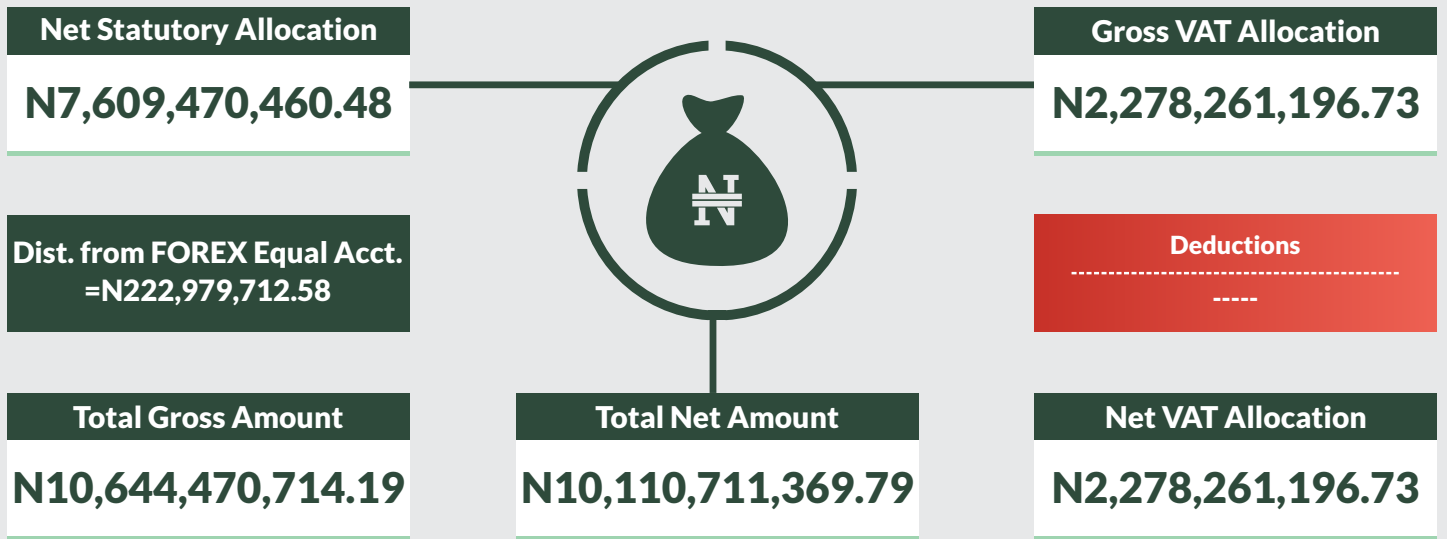 Net Statutory Allocation
N7,609,470,460.48
Gross VAT Allocation
N2,278,261,196.73
₦
Dist. from FOREX Equal Acct.
=N222,979,712.58
Deductions
--------------------------------------------
-----
Total Gross Amount
N10,644,470,714.19
Total Net Amount
N10,110,711,369.79
Net VAT Allocation
N2,278,261,196.73